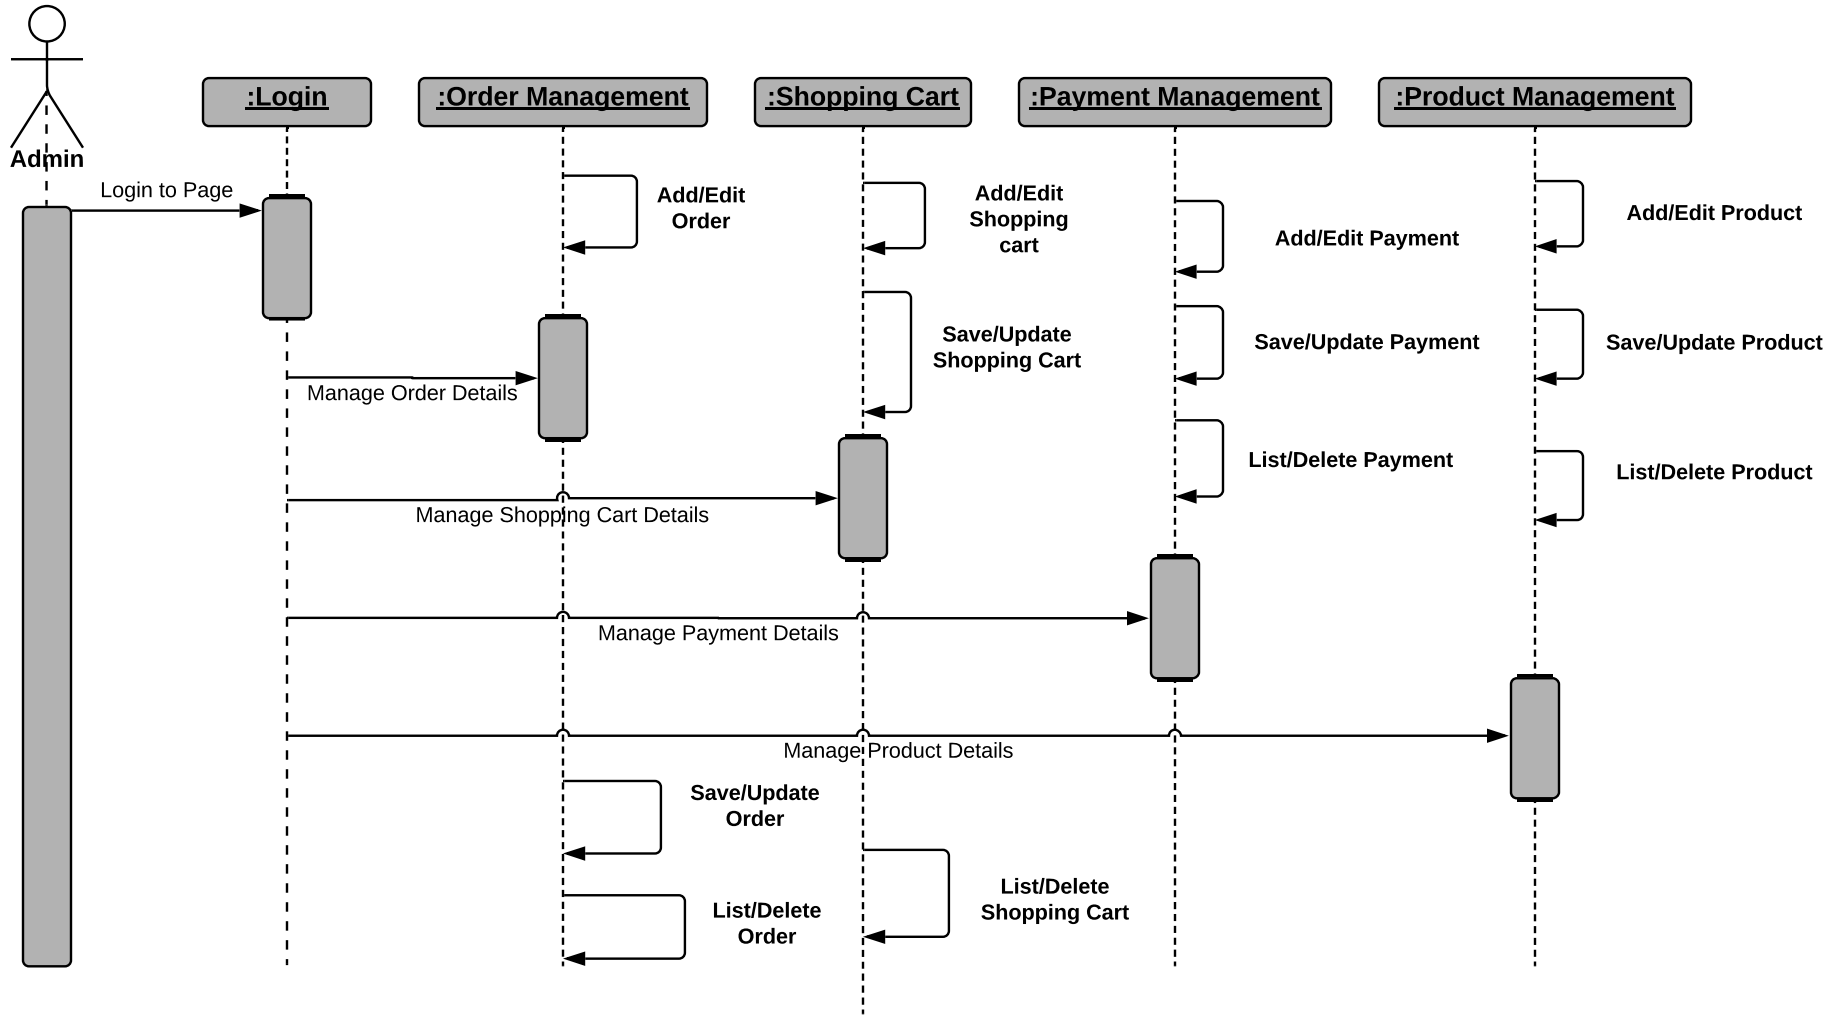 :Login
:Order Management
:Shopping Cart
:Payment Management
:Product Management
Admin
Login to Page
Add/Edit
Order
Add/Edit
Shopping
cart
Add/Edit Payment
Add/Edit Product
Save/Update
Shopping Cart
Save/Update Payment
Save/Update Product
Manage Order Details
List/Delete Payment
List/Delete Product
Manage Shopping Cart Details
Manage Payment Details
Manage Product Details
Save/Update
Order
List/Delete
Shopping Cart
List/Delete
Order